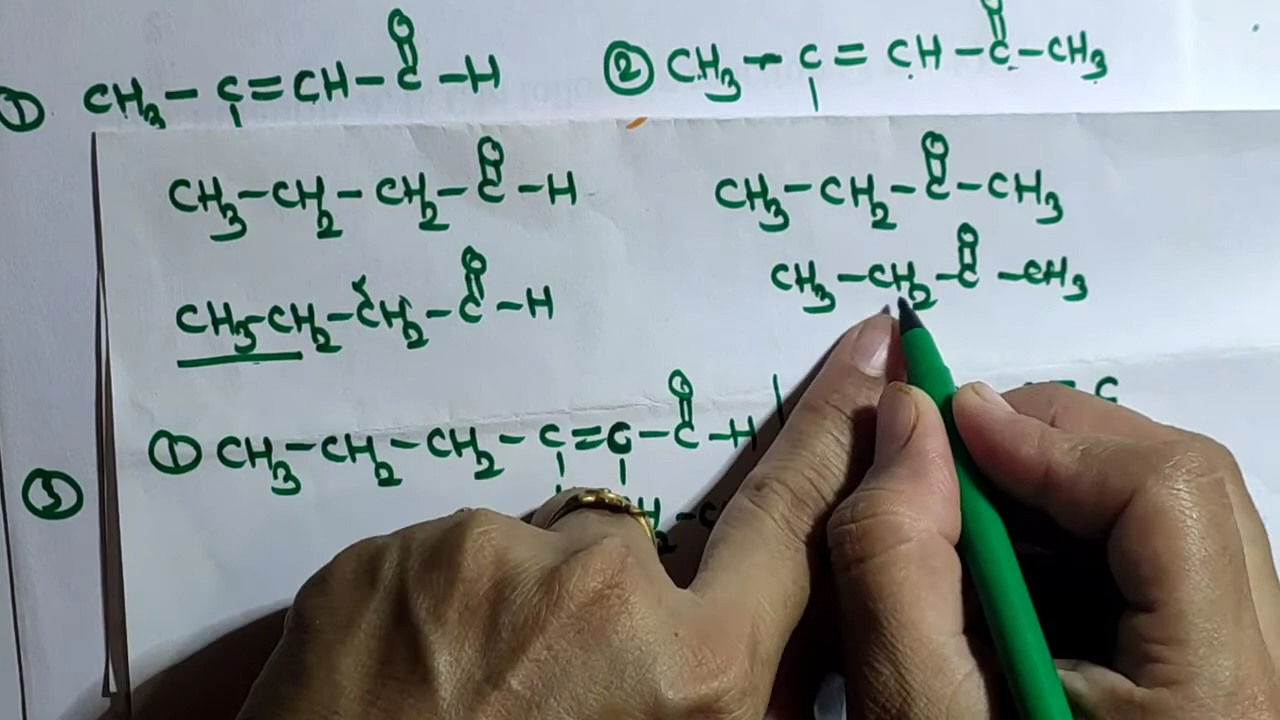 ① CH₃-C=CH-C-H ② CH₃-C=CH-C-CH₃
O O
CH₃-CH₂-CH₂-C-H CH₃-CH₂-C-CH₃
O O
CH₃-CH₂-CH₂-C-H CH₃-CH₂-C-CH₃
O
③ ① CH₃-CH₂-CH₂-C=C-C-H C